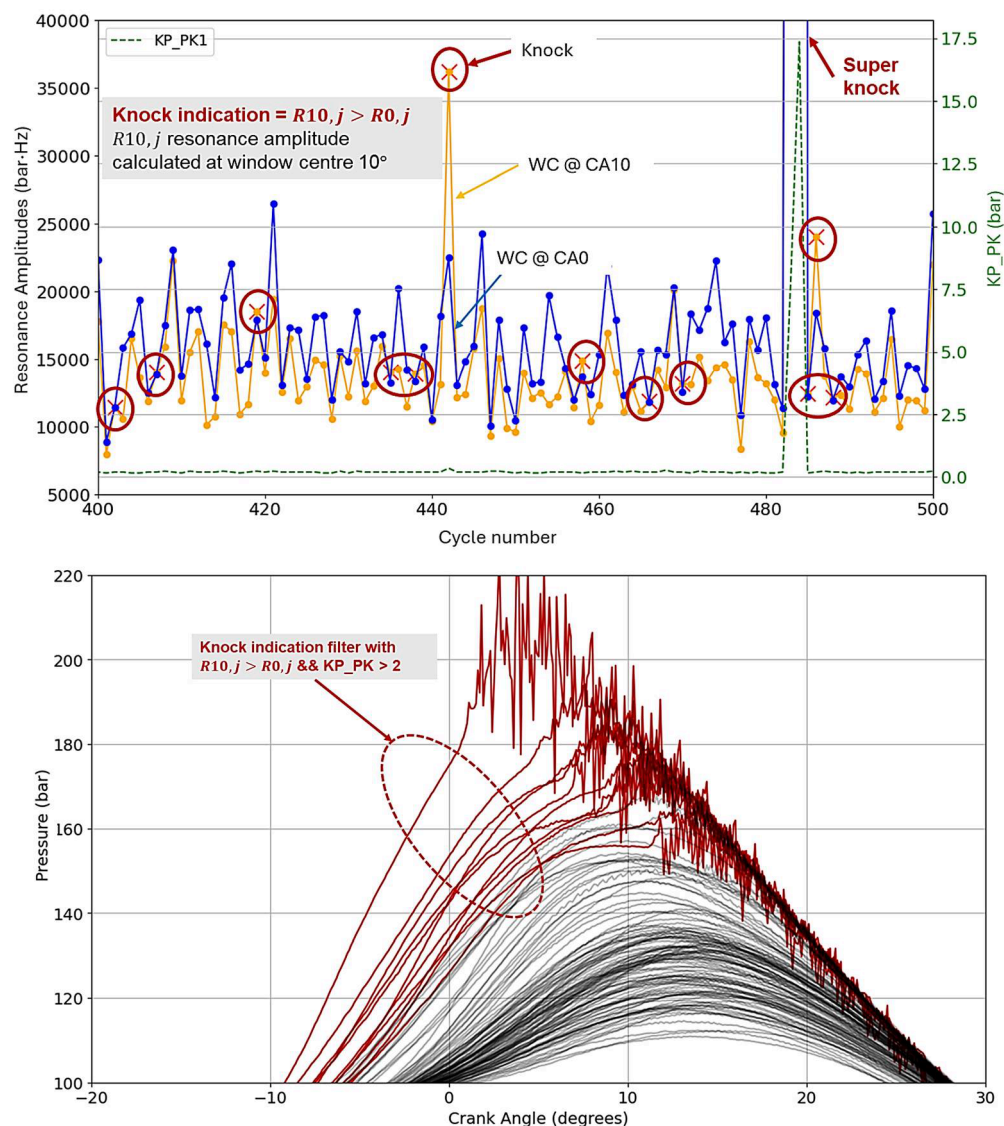 KP_PK1
Knock
Super
knock
Knock indication = R10, j > R0, j
R10, j resonance amplitude
calculated at window centre 10°
WC @ CA10
WC @ CA0
Resonance Amplitudes (bar·Hz)
40000
35000
30000
25000
20000
15000
10000
5000
KP_PK (bar)
17.5
15.0
12.5
10.0
7.5
5.0
2.5
0.0
400
420
440
460
480
500
Cycle number
Knock indication filter with
R10, j > R0, j && KP_PK > 2
Pressure (bar)
220
200
180
160
140
120
100
−20
−10
0
10
20
30
Crank Angle (degrees)